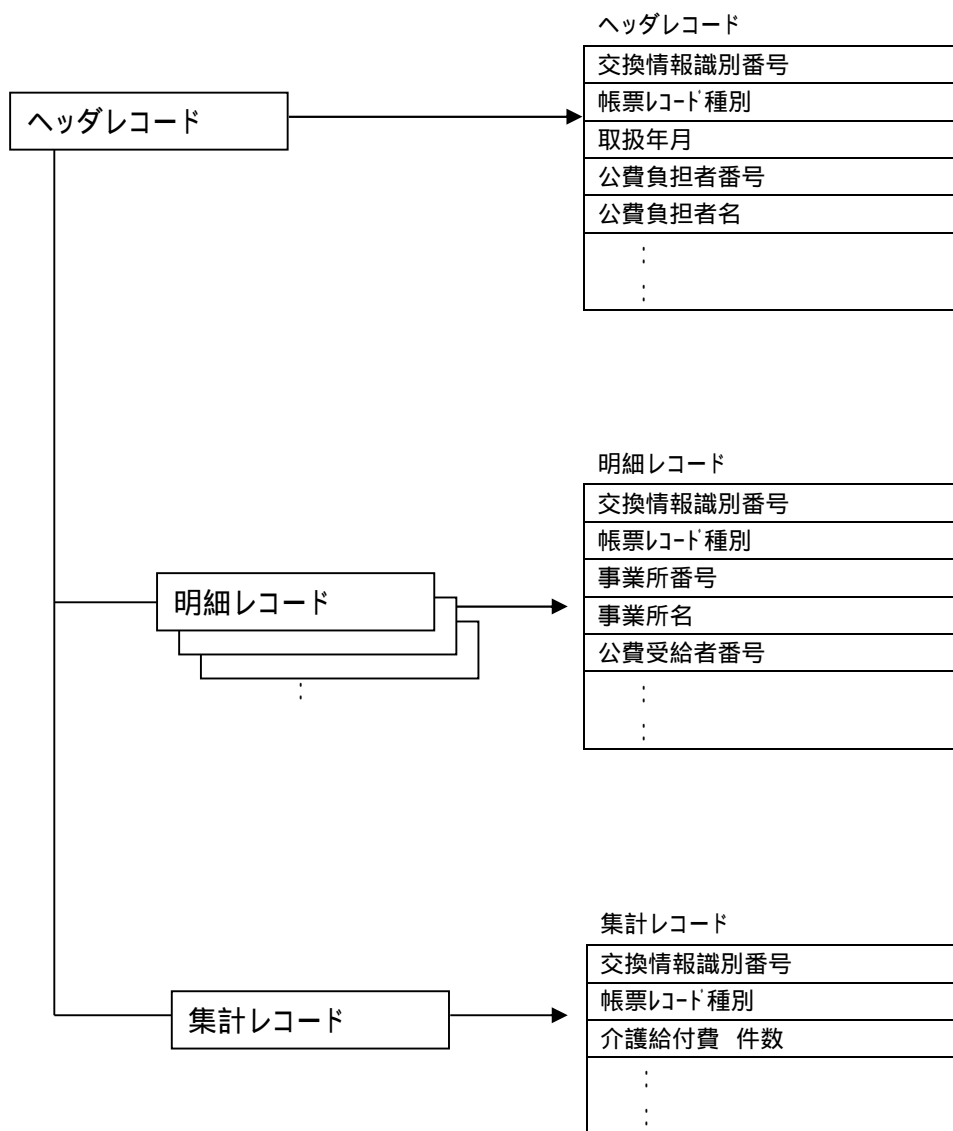 ヘッダレコード
交換情報識別番号
帳票ﾚｺｰﾄﾞ種別
取扱年月
公費負担者番号
公費負担者名
:
:
ヘッダレコード
明細レコード
交換情報識別番号
帳票ﾚｺｰﾄﾞ種別
事業所番号
事業所名
公費受給者番号
:
:
明細レコード
:
集計レコード
交換情報識別番号
帳票ﾚｺｰﾄﾞ種別
介護給付費 件数
:
:
集計レコード